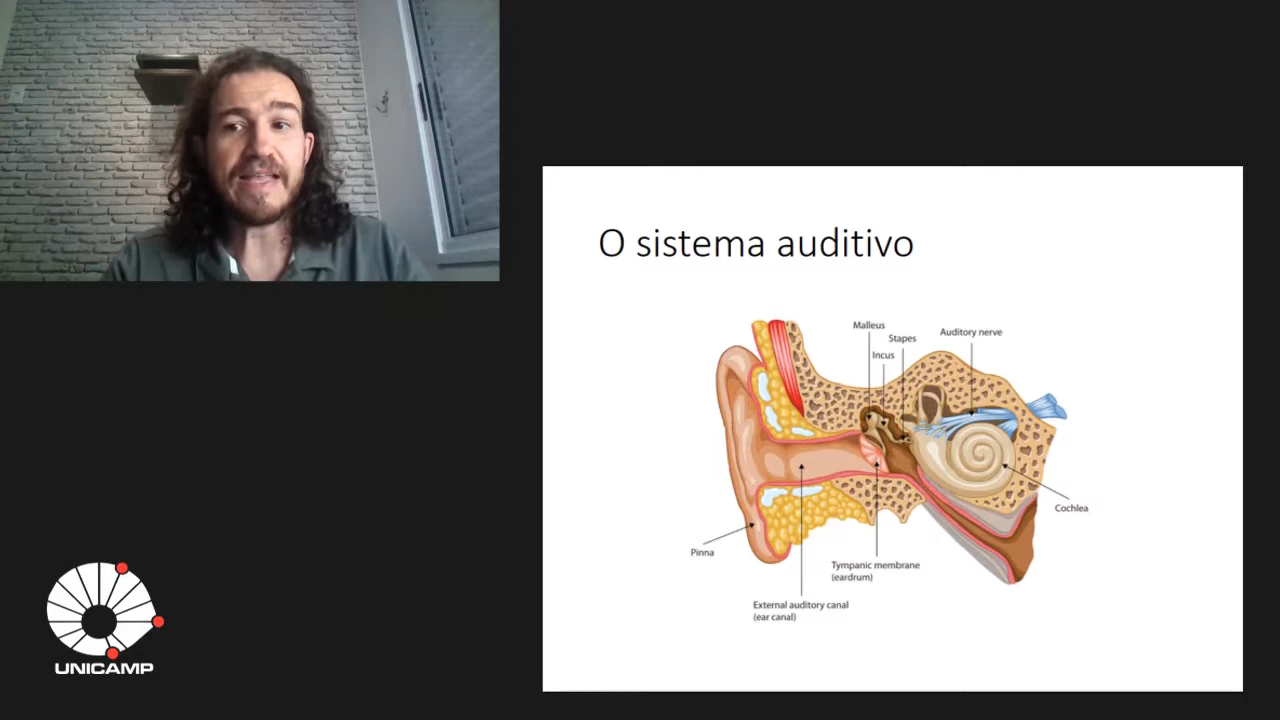 O sistema auditivo
Malleus
Stapes
Incus
Auditory nerve
Cochlea
Pinna
Tympanic membrane
(eardrum)
External auditory canal
(ear canal)
UNICAMP